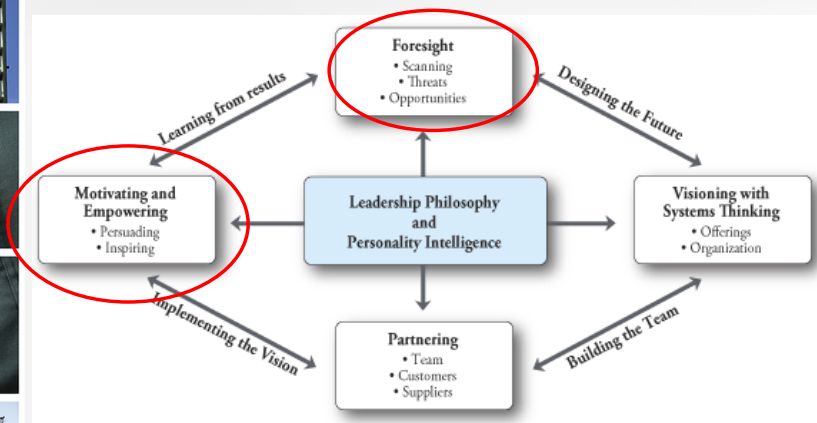 Foresight
• Scanning
• Threats
• Opportunities
Learning from results
Designing the Future
Motivating and
Empowering
• Persuading
• Inspiring
Leadership Philosophy
and
Personality Intelligence
Visioning with
Systems Thinking
• Offerings
• Organization
Implementing the Vision
Building the Team
Partnering
• Team
• Customers
• Suppliers